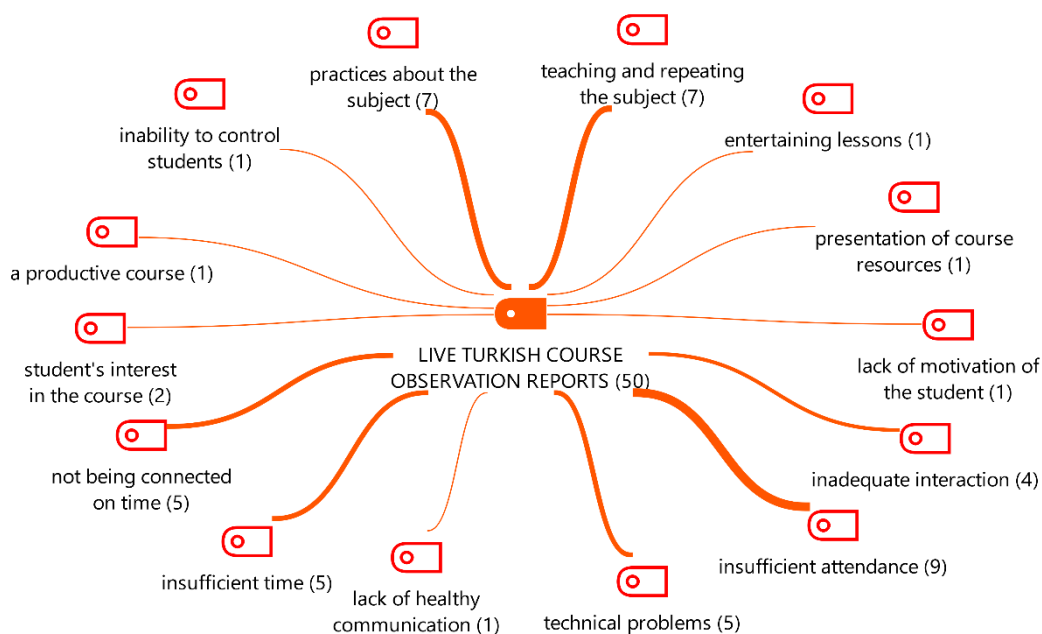 practices about the
subject (7)
teaching and repeating
the subject (7)
inability to control
students (1)
entertaining lessons (1)
a productive course (1)
presentation of course
resources (1)
student's interest
in the course (2)
LIVE TURKISH COURSE
OBSERVATION REPORTS (50)
lack of motivation of
the student (1)
not being connected
on time (5)
inadequate interaction (4)
insufficient time (5)
lack of healthy
communication (1)
technical problems (5)
insufficient attendance (9)